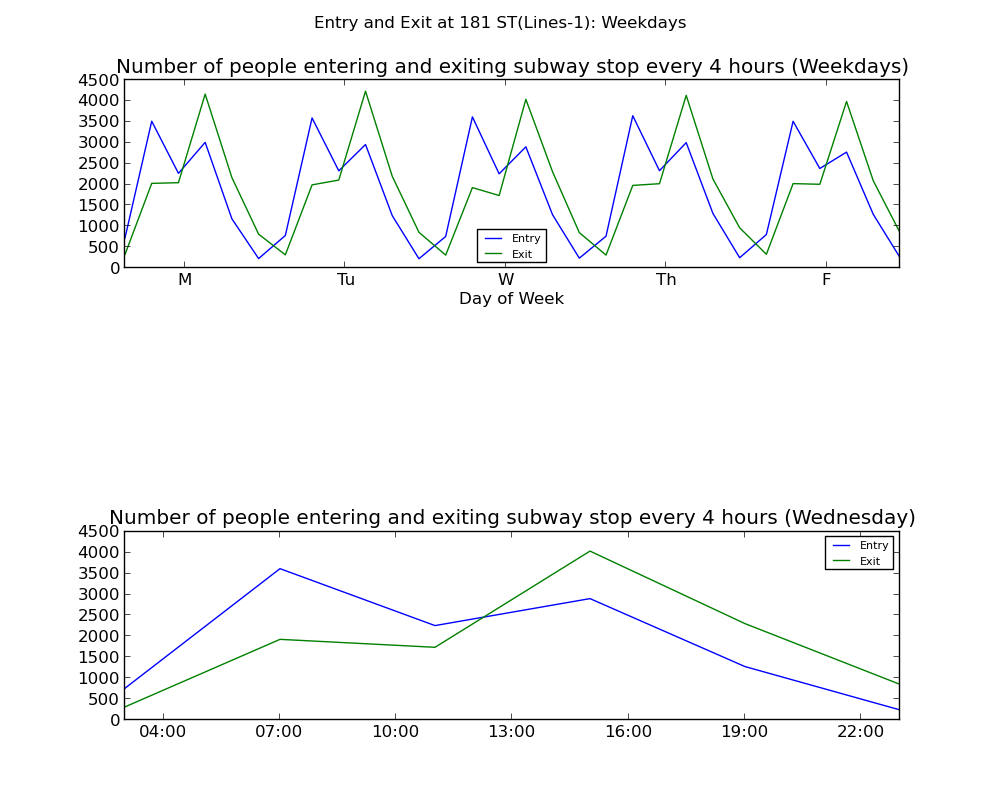 Entry and Exit at 181 ST(Lines-1): Weekdays
Number of people entering and exiting subway stop every 4 hours (Weekdays)
4500
4000
3500
3000
2500
2000
1500
1000
500
0
Entry
Exit
M Tu W Th F
Day of Week
Number of people entering and exiting subway stop every 4 hours (Wednesday)
4500
4000
3500
3000
2500
2000
1500
1000
500
0
Entry
Exit
04:00 07:00 10:00 13:00 16:00 19:00 22:00